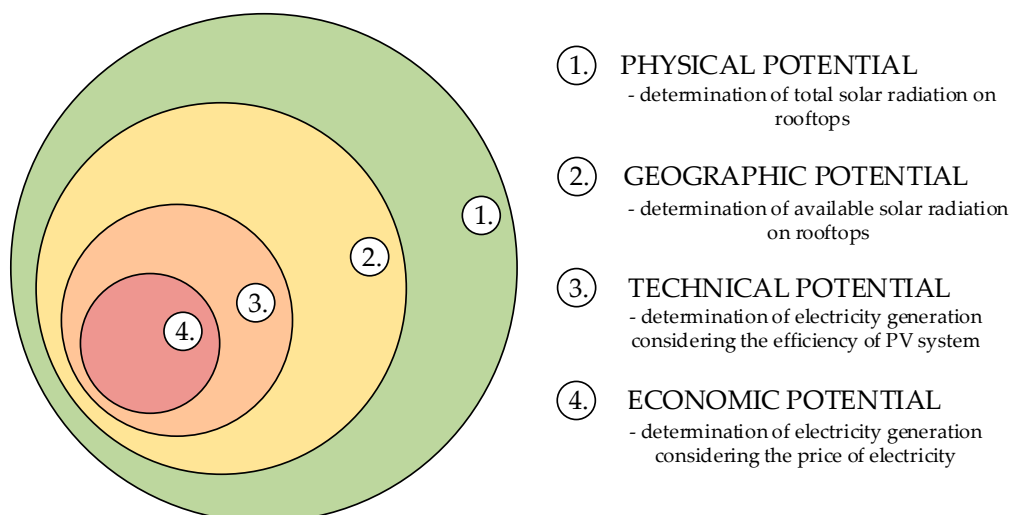 1. PHYSICAL POTENTIAL
- determination of total solar radiation on
rooftops
2. GEOGRAPHIC POTENTIAL
- determination of available solar radiation
on rooftops
3. TECHNICAL POTENTIAL
- determination of electricity generation
considering the efficiency of PV system
4. ECONOMIC POTENTIAL
- determination of electricity generation
considering the price of electricity
1.
2.
3.
4.